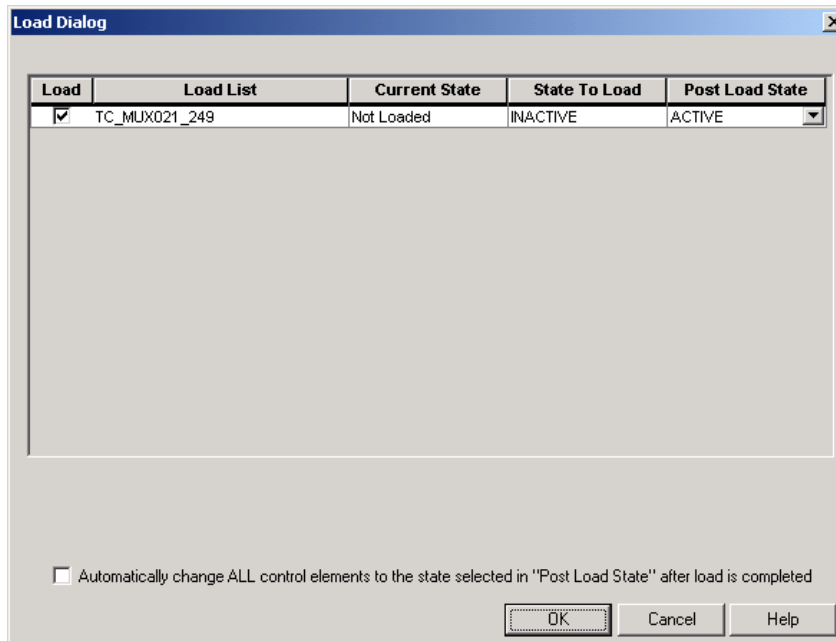 Load Dialog
Load Load List Current State State To Load Post Load State
TC_MUX021_249 Not Loaded INACTIVE ACTIVE
Automatically change ALL control elements to the state selected in "Post Load State" after load is completed
OK Cancel Help